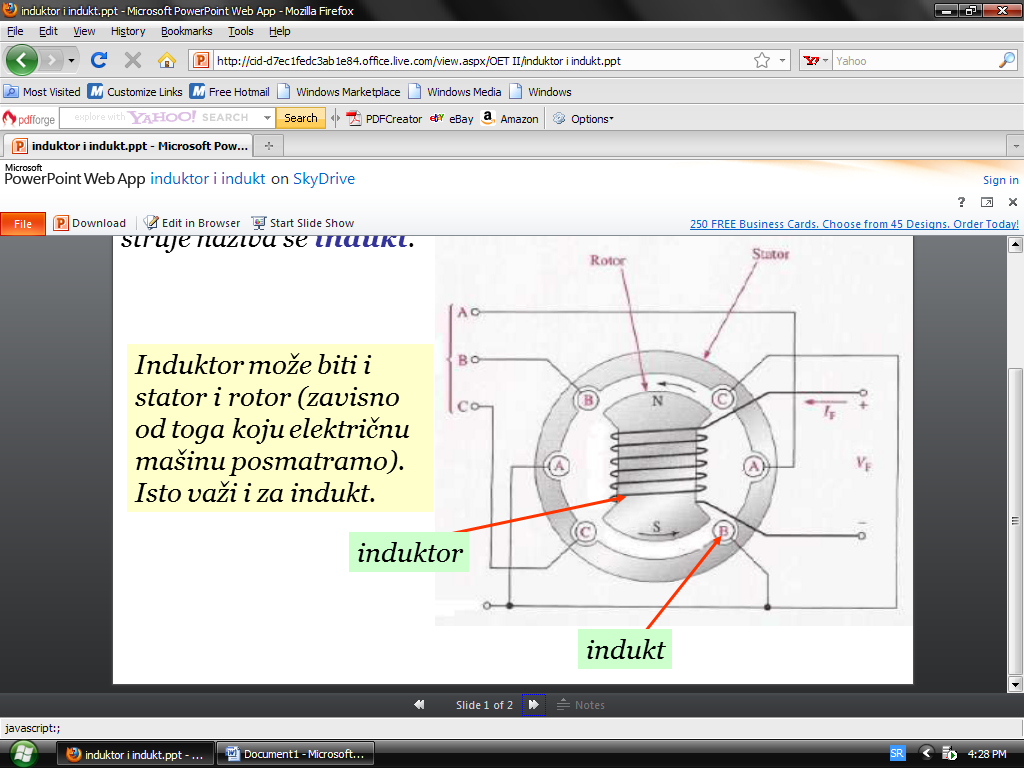 induktor i indukt.ppt - Microsoft PowerPoint Web App - Mozilla Firefox
File Edit View History Bookmarks Tools Help
http://cid-d7ec1fedc3ab1e84.office.live.com/view.aspx/OET II/induktor i indukt.ppt
Yahoo
Most Visited Customize Links Free Hotmail Windows Marketplace Windows Media Windows
pdfforge explore with YAHOO! SEARCH Search PDFCreator eBay Amazon Options
induktor i indukt.ppt - Microsoft Pow...
Microsoft
PowerPoint Web App induktor i indukt on SkyDrive
Sign in
File Download Edit in Browser Start Slide Show
250 FREE Business Cards. Choose from 45 Designs. Order Today!
struje naziva se indukt.
Rotor Stator
A
B
C
Induktor može biti i
stator i rotor (zavisno
od toga koju električnu
mašinu posmatramo).
Isto važi i za indukt.
B N C
IF +
A A
VF
C S B
−
induktor
indukt
Slide 1 of 2 Notes
javascript:;
induktor i indukt.ppt - ... Document1 - Microsoft... SR 4:28 PM